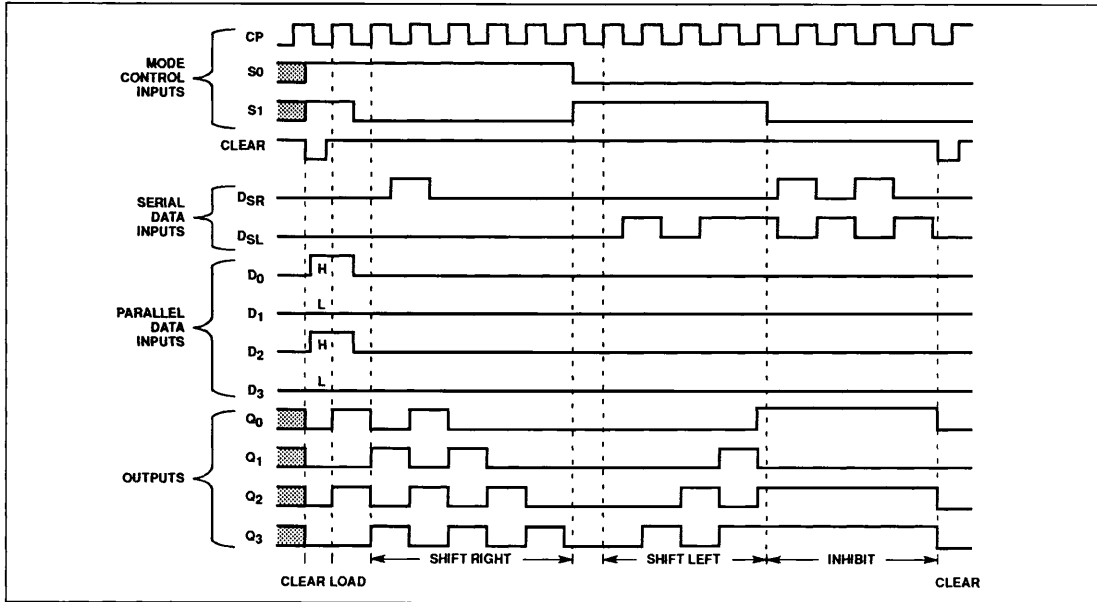 CP
MODE
CONTROL
INPUTS
S0
S1
CLEAR
SERIAL
DATA
INPUTS
DSR
DSL
PARALLEL
DATA
INPUTS
D0
H
D1
L
D2
H
D3
L
OUTPUTS
Q0
Q1
Q2
Q3
SHIFT RIGHT
SHIFT LEFT
INHIBIT
CLEAR LOAD
CLEAR